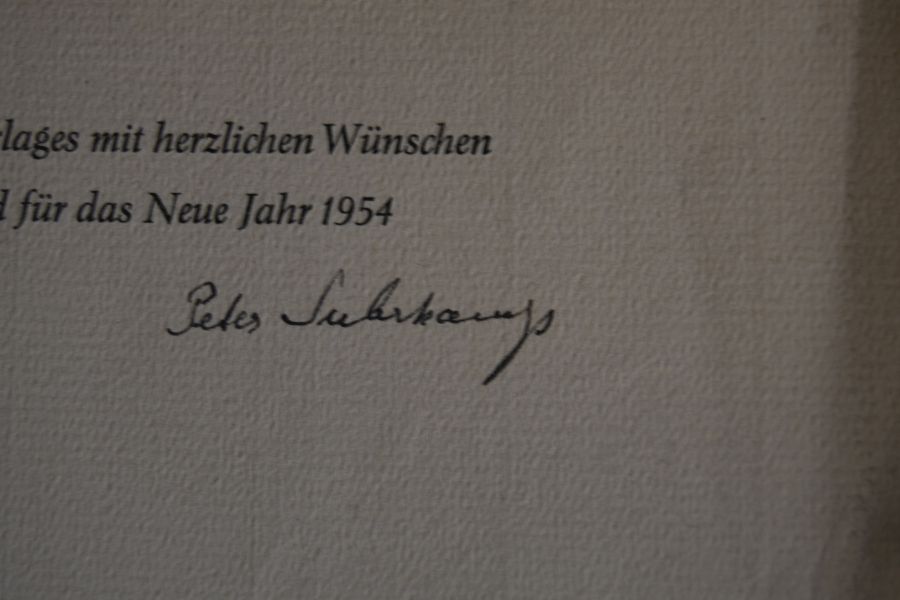 lages mit herzlichen Wünschen
d für das Neue Jahr 1954
Peter Suhrkamp